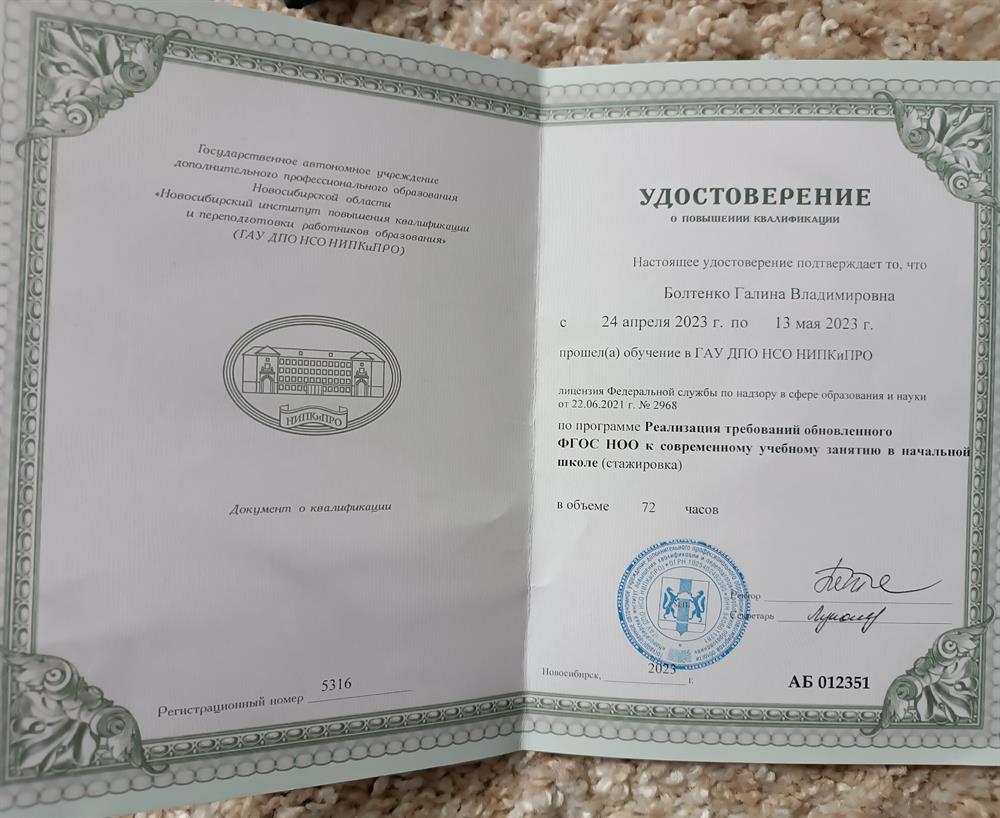 Государственное автономное учреждение
дополнительного профессионального образования
Новосибирской области
«Новосибирский институт повышения квалификации
и переподготовки работников образования»
(ГАУ ДПО НСО НИПКиПРО)
НИПКиПРО
Документ о квалификации
Регистрационный номер 5316
УДОСТОВЕРЕНИЕ
О ПОВЫШЕНИИ КВАЛИФИКАЦИИ
Настоящее удостоверение подтверждает то, что
Болтенко Галина Владимировна
с 24 апреля 2023 г. по 13 мая 2023 г.
прошел(а) обучение в ГАУ ДПО НСО НИПКиПРО
лицензия Федеральной службы по надзору в сфере образования и науки
от 22.06.2021 г. № 2968
по программе Реализация требований обновленного
ФГОС НОО к современному учебному занятию в начальной
школе (стажировка)
в объеме 72 часов
М.П.
Ректор
Секретарь
Новосибирск, 2023 г.
АБ 012351